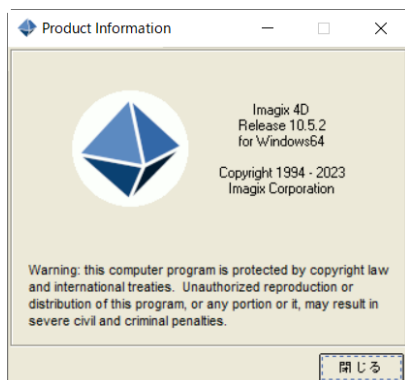 Product Information
Imagix 4D
Release 10.5.2
for Windows64
Copyright 1994 - 2023
Imagix Corporation
Warning: this computer program is protected by copyright law
and international treaties.  Unauthorized reproduction or
distribution of this program, or any portion or it, may result in
severe civil and criminal penalties.
閉じる